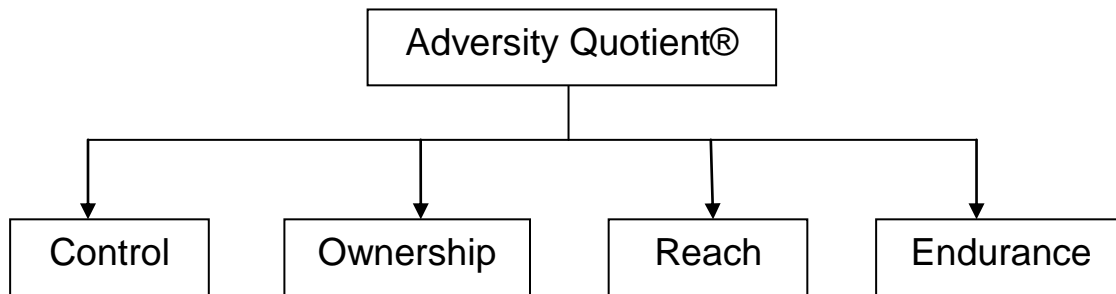 Adversity Quotient®
Control
Ownership
Reach
Endurance